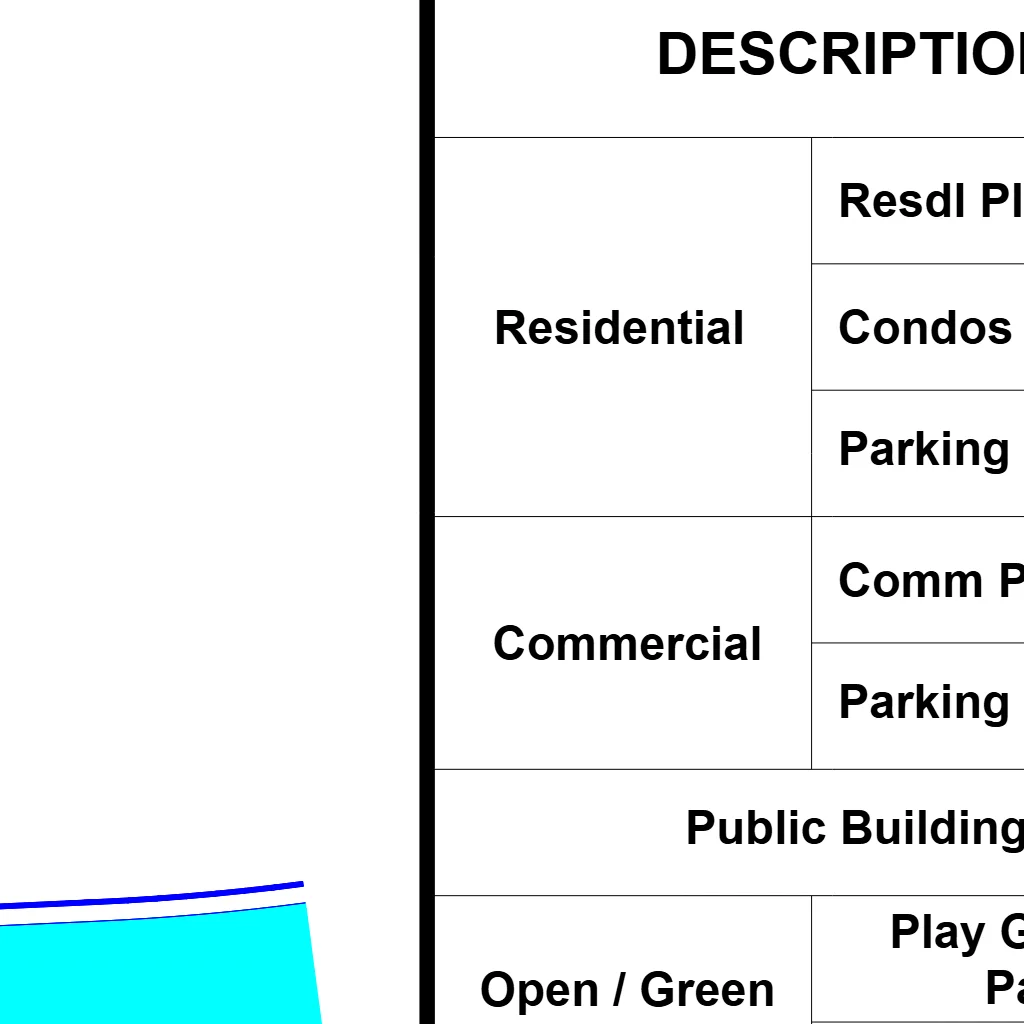 DESCRIPTIO
Resdl Pl
Residential
Condos
Parking
Comm P
Commercial
Parking
Public Building
Play G
Pa
Open / Green